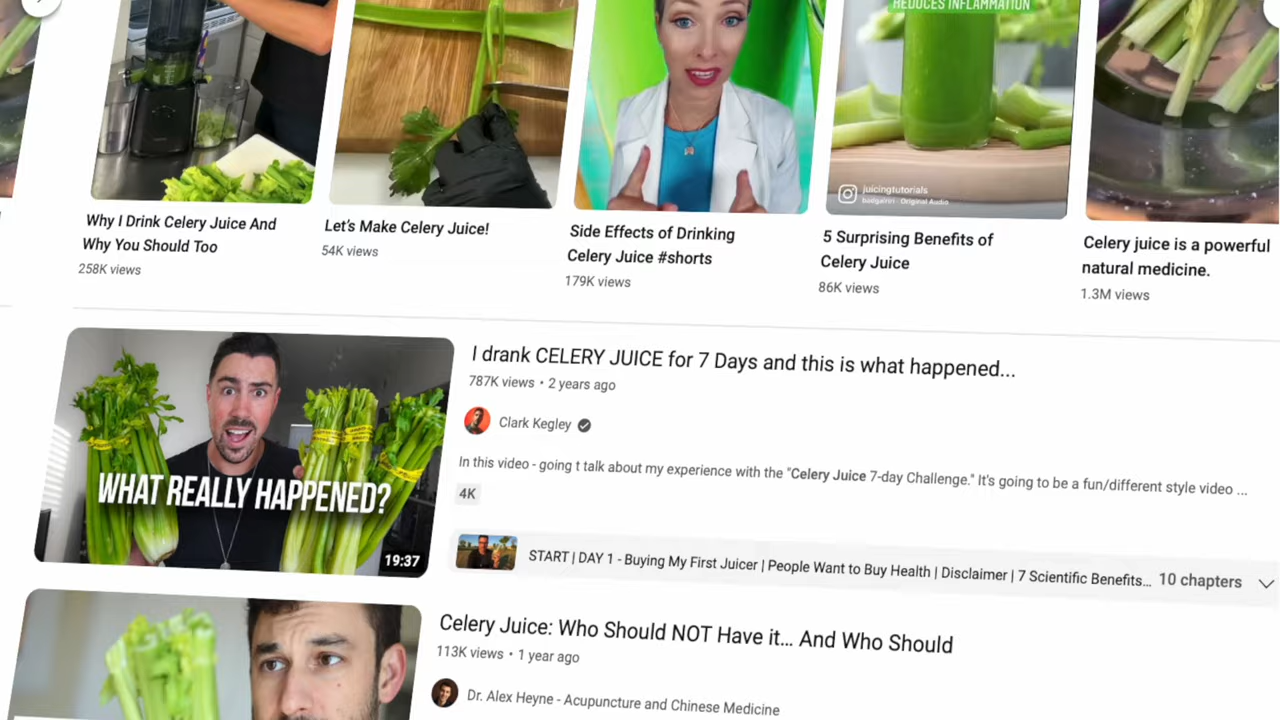 REDUCES INFLAMMATION
juicingtutorials
Original Audio
Why I Drink Celery Juice And
Why You Should Too
258K views
Let's Make Celery Juice!
54K views
Side Effects of Drinking
Celery Juice #shorts
179K views
5 Surprising Benefits of
Celery Juice
86K views
Celery juice is a powerful
natural medicine.
1.3M views
WHAT REALLY HAPPENED?
19:37
I drank CELERY JUICE for 7 Days and this is what happened...
787K views • 2 years ago
Clark Kegley
In this video - going t talk about my experience with the "Celery Juice 7-day Challenge." It's going to be a fun/different style video ...
4K
START | DAY 1 - Buying My First Juicer | People Want to Buy Health | Disclaimer | 7 Scientific Benefits... 10 chapters
Celery Juice: Who Should NOT Have it... And Who Should
113K views • 1 year ago
Dr. Alex Heyne - Acupuncture and Chinese Medicine